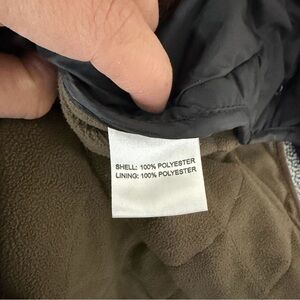 SHELL: 100% POLYESTER
LINING: 100% POLYESTER